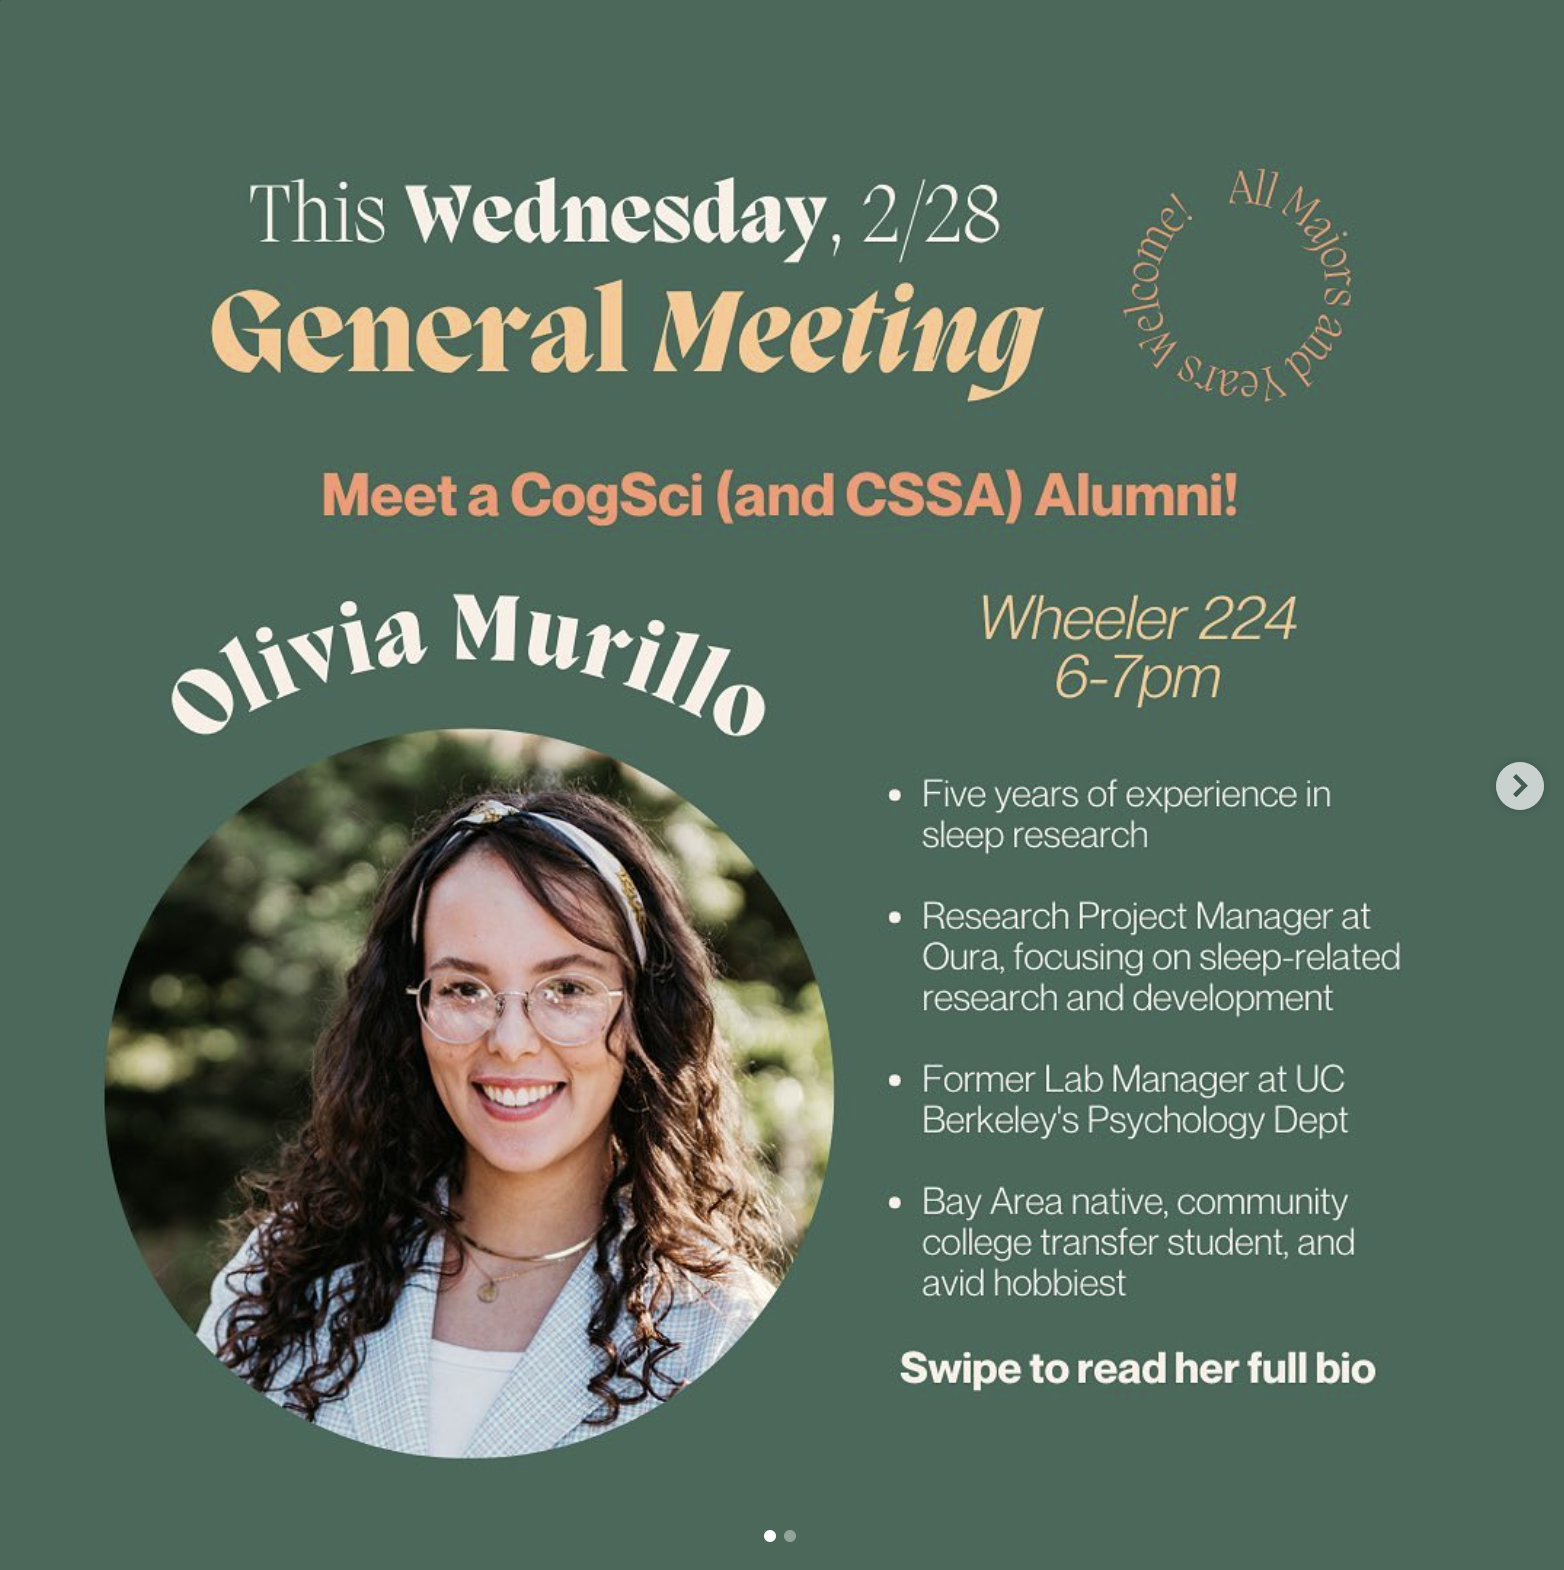 This Wednesday, 2/28
General Meeting
All Majors and Years Welcome!
Meet a CogSci (and CSSA) Alumni!
Olivia Murillo
Wheeler 224
6-7pm
• Five years of experience in
sleep research
• Research Project Manager at
Oura, focusing on sleep-related
research and development
• Former Lab Manager at UC
Berkeley's Psychology Dept
• Bay Area native, community
college transfer student, and
avid hobbiest
Swipe to read her full bio